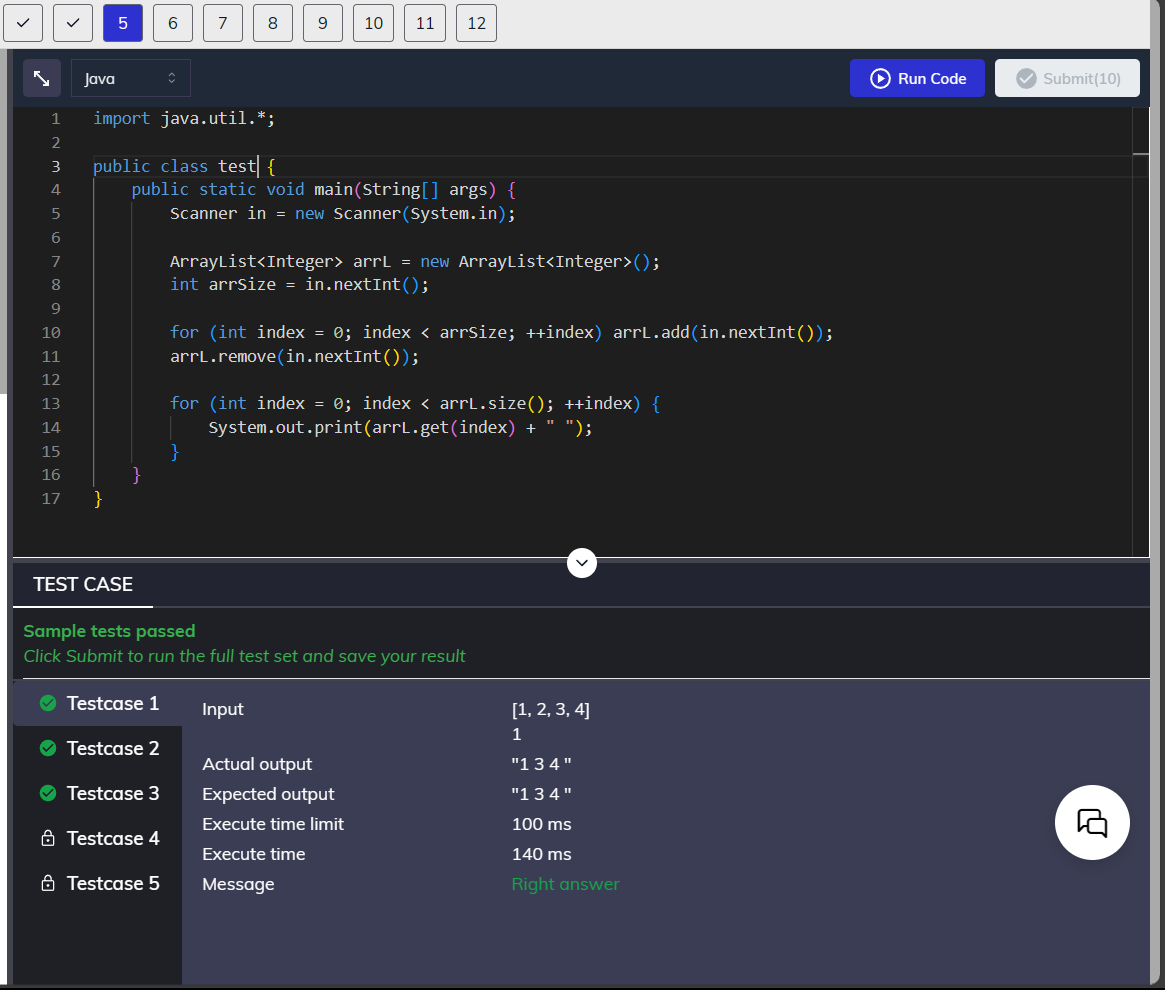 5 6 7 8 9 10 11 12
Java Run Code Submit(10)
1 import java.util.*;
2
3 public class test {
4 public static void main(String[] args) {
5 Scanner in = new Scanner(System.in);
6
7 ArrayList<Integer> arrL = new ArrayList<Integer>();
8 int arrSize = in.nextInt();
9
10 for (int index = 0; index < arrSize; ++index) arrL.add(in.nextInt());
11 arrL.remove(in.nextInt());
12
13 for (int index = 0; index < arrL.size(); ++index) {
14 System.out.print(arrL.get(index) + " ");
15 }
16 }
17 }
TEST CASE
Sample tests passed
Click Submit to run the full test set and save your result
Testcase 1
Testcase 2
Testcase 3
Testcase 4
Testcase 5
Input [1, 2, 3, 4]
1
Actual output "1 3 4 "
Expected output "1 3 4 "
Execute time limit 100 ms
Execute time 140 ms
Message Right answer